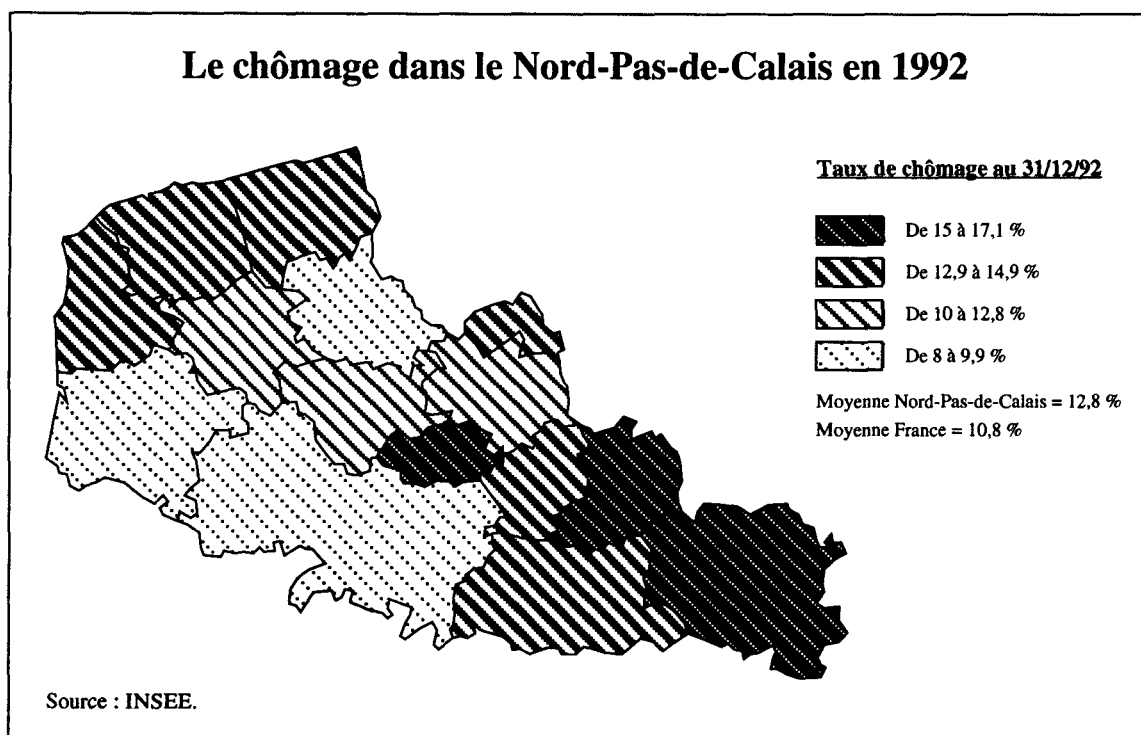 Le chômage dans le Nord-Pas-de-Calais en 1992
Taux de chômage au 31/12/92
De 15 à 17,1 %
De 12,9 à 14,9 %
De 10 à 12,8 %
De 8 à 9,9 %
Moyenne Nord-Pas-de-Calais = 12,8 %
Moyenne France = 10,8 %
Source : INSEE.